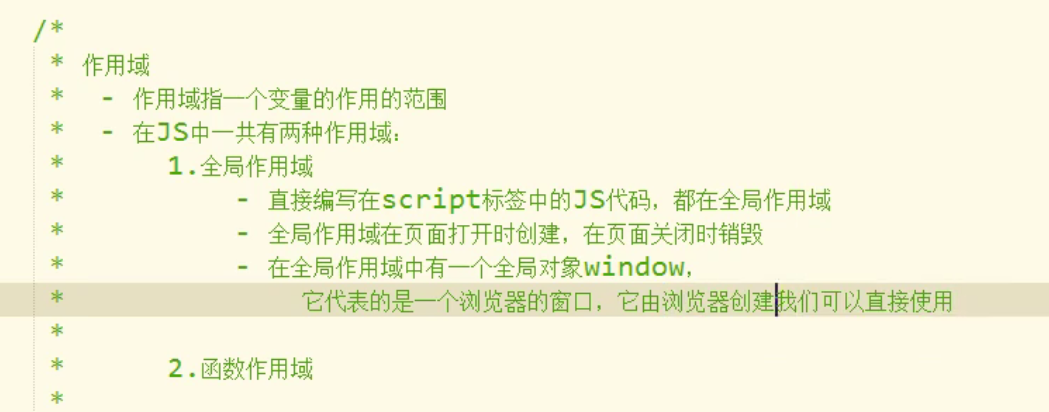 /*
* 作用域
* - 作用域指一个变量的作用的范围
* - 在JS中一共有两种作用域：
* 1.全局作用域
* - 直接编写在script标签中的JS代码，都在全局作用域
* - 全局作用域在页面打开时创建，在页面关闭时销毁
* - 在全局作用域中有一个全局对象window，
* 它代表的是一个浏览器的窗口，它由浏览器创建我们可以直接使用
*
* 2.函数作用域
*